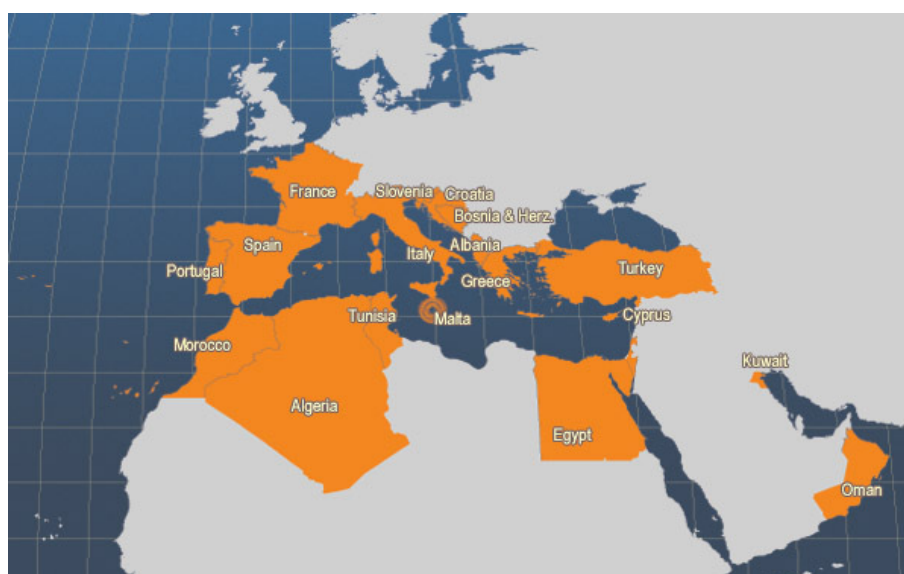 France
Slovenia
Croatia
Bosnia & Herz.
Spain
Italy
Albania
Portugal
Greece
Turkey
Tunisia
Malta
Cyprus
Morocco
Kuwait
Algeria
Egypt
Oman